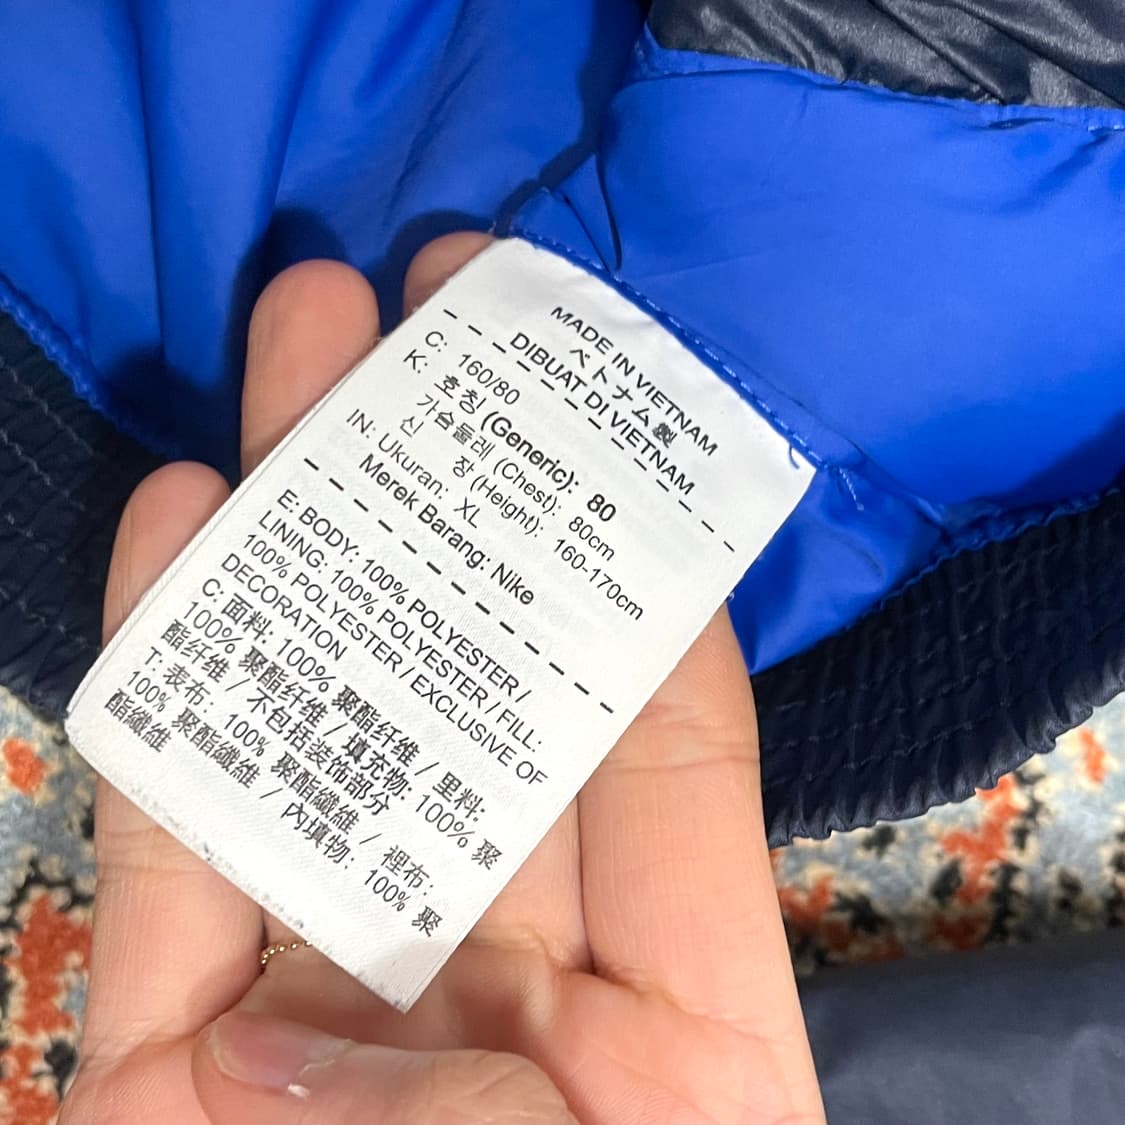 MADE IN VIETNAM
ベトナム製
DIBUAT DI VIETNAM
C: 160/80
K: 호칭 (Generic): 80
가슴둘레 (Chest): 80cm
신 장 (Height): 160-170cm
IN: Ukuran: XL
Merek Barang: Nike
E: BODY: 100% POLYESTER /
LINING: 100% POLYESTER / FILL:
100% POLYESTER / EXCLUSIVE OF
DECORATION
C: 面料: 100% 聚酯纤维 / 里料:
100% 聚酯纤维 / 填充物: 100% 聚
酯纤维 / 不包括装饰部分
T: 表布: 100% 聚酯纖維 / 裡布:
100% 聚酯纖維 / 內填物: 100% 聚
酯纖維